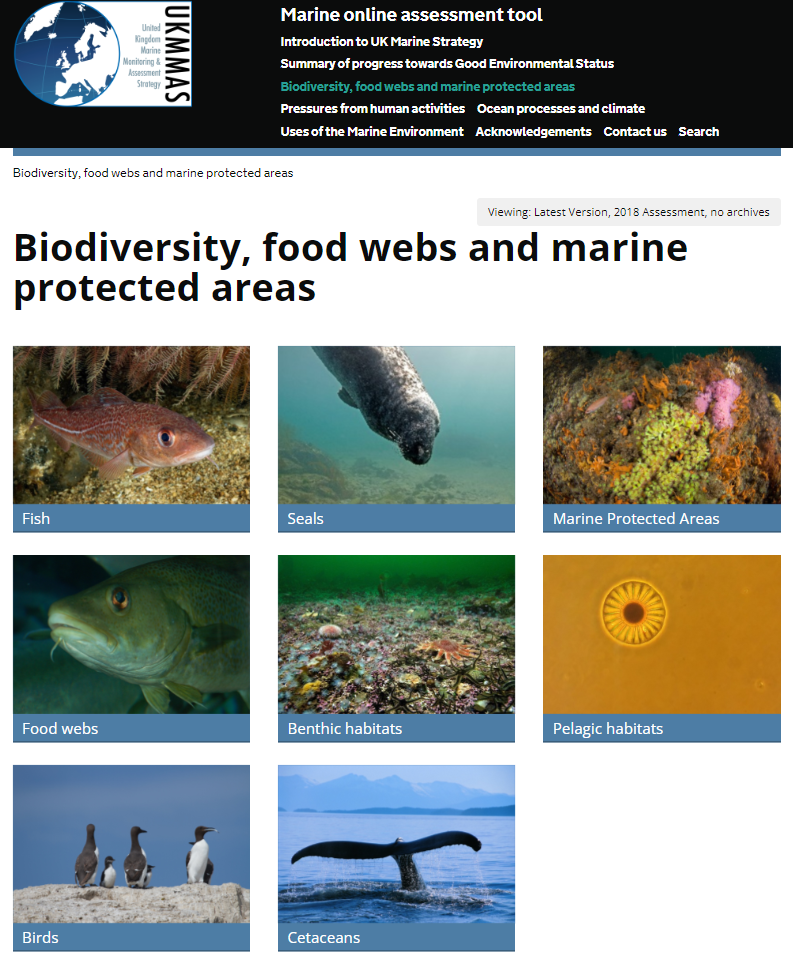 UKMMAS
United
Kingdom
Marine
Monitoring &
Assessment
Strategy
Marine online assessment tool
Introduction to UK Marine Strategy
Summary of progress towards Good Environmental Status
Biodiversity, food webs and marine protected areas
Pressures from human activities Ocean processes and climate
Uses of the Marine Environment Acknowledgements Contact us Search
Biodiversity, food webs and marine protected areas
Viewing: Latest Version, 2018 Assessment, no archives
Biodiversity, food webs and marine
protected areas
Fish
Seals
Marine Protected Areas
Food webs
Benthic habitats
Pelagic habitats
Birds
Cetaceans